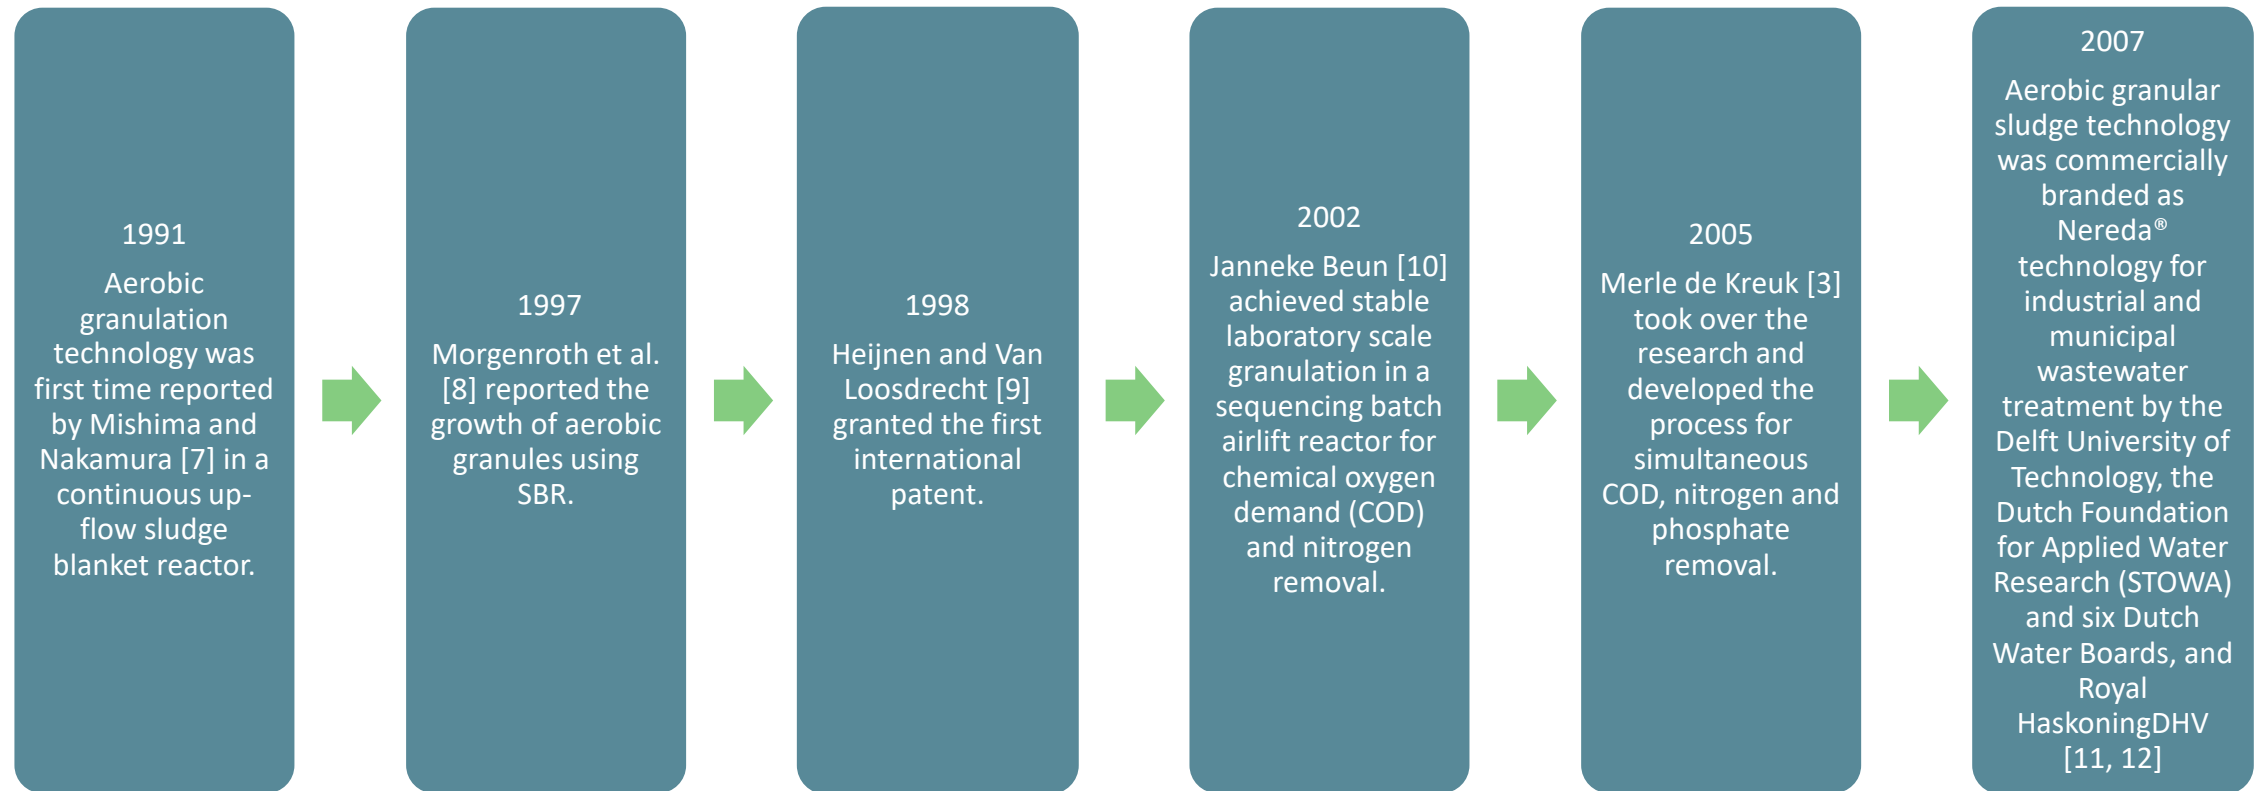 1991
Aerobic
granulation
technology was
first time reported
by Mishima and
Nakamura [7] in a
continuous up-
flow sludge
blanket reactor.
1997
Morgenroth et al.
[8] reported the
growth of aerobic
granules using
SBR.
1998
Heijnen and Van
Loosdrecht [9]
granted the first
international
patent.
2002
Janneke Beun [10]
achieved stable
laboratory scale
granulation in a
sequencing batch
airlift reactor for
chemical oxygen
demand (COD)
and nitrogen
removal.
2005
Merle de Kreuk [3]
took over the
research and
developed the
process for
simultaneous
COD, nitrogen and
phosphate
removal.
2007
Aerobic granular
sludge technology
was commercially
branded as
Nereda®
technology for
industrial and
municipal
wastewater
treatment by the
Delft University of
Technology, the
Dutch Foundation
for Applied Water
Research (STOWA)
and six Dutch
Water Boards, and
Royal
HaskoningDHV
[11, 12]